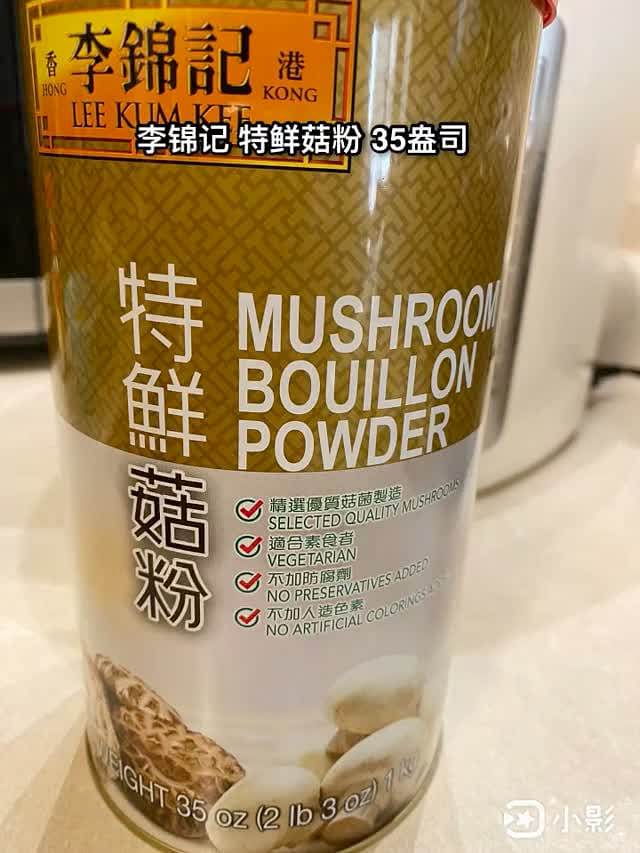 香 李錦記 港
HONG KONG
LEE KUM KEE
李锦记 特鲜菇粉 35盎司
特鮮菇粉
MUSHROOM
BOUILLON
POWDER
精選優質菇菌製造
SELECTED QUALITY MUSHROOMS
適合素食者
VEGETARIAN
不加防腐劑
NO PRESERVATIVES ADDED
不加人造色素
NO ARTIFICIAL COLORINGS
WEIGHT 35 oz (2 lb 3 oz) 1 kg
小影